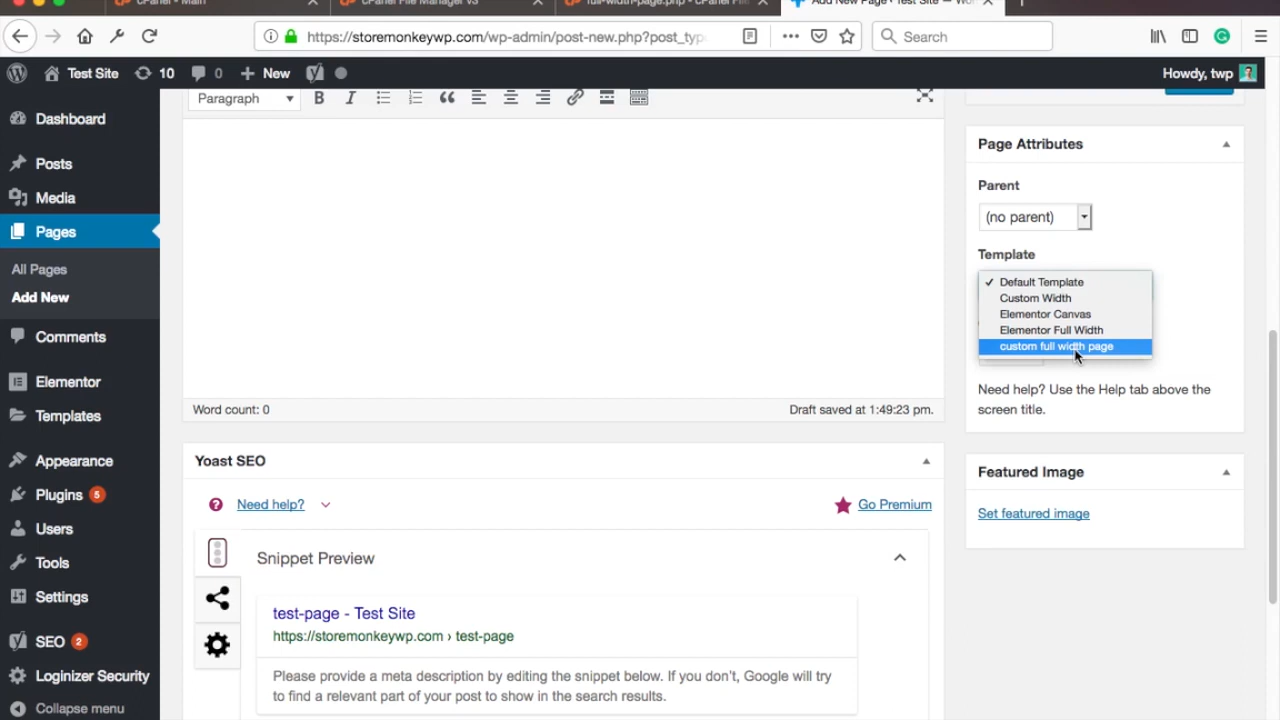 cPanel - Main
cPanel File Manager v3
full-width-page.php - cPanel File
Add New Page ‹ Test Site — Wor
https://storemonkeywp.com/wp-admin/post-new.php?post_typ
Search
Test Site
10
0
New
Howdy, twp
Dashboard
Posts
Media
Pages
All Pages
Add New
Comments
Elementor
Templates
Appearance
Plugins 5
Users
Tools
Settings
SEO 2
Loginizer Security
Collapse menu
Paragraph
Word count: 0
Draft saved at 1:49:23 pm.
Yoast SEO
Need help?
Go Premium
Snippet Preview
test-page - Test Site
https://storemonkeywp.com › test-page
Please provide a meta description by editing the snippet below. If you don't, Google will try
to find a relevant part of your post to show in the search results.
Page Attributes
Parent
(no parent)
Template
Default Template
Custom Width
Elementor Canvas
Elementor Full Width
custom full width page
Need help? Use the Help tab above the
screen title.
Featured Image
Set featured image